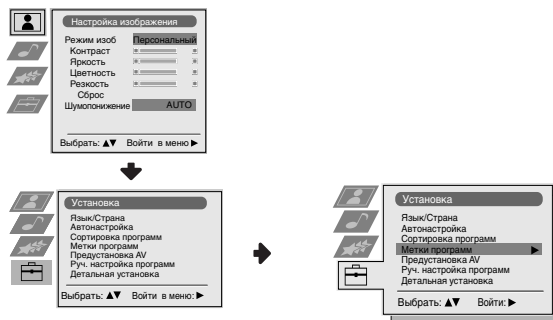 Настройка изображения
Режим изоб Персональный
Контраст
Яркость
Цветность
Резкость
Сброс
Шумопонижение AUTO
Выбрать: ▲▼ Войти в меню ▶
Установка
Язык/Страна
Автонастройка
Сортировка программ
Метки программ
Предустановка AV
Руч. настройка программ
Детальная установка
Выбрать: ▲▼ Войти в меню: ▶
Установка
Язык/Страна
Автонастройка
Сортировка программ
Метки программ ▶
Предустановка AV
Руч. настройка программ
Детальная установка
Выбрать: ▲▼ Войти: ▶